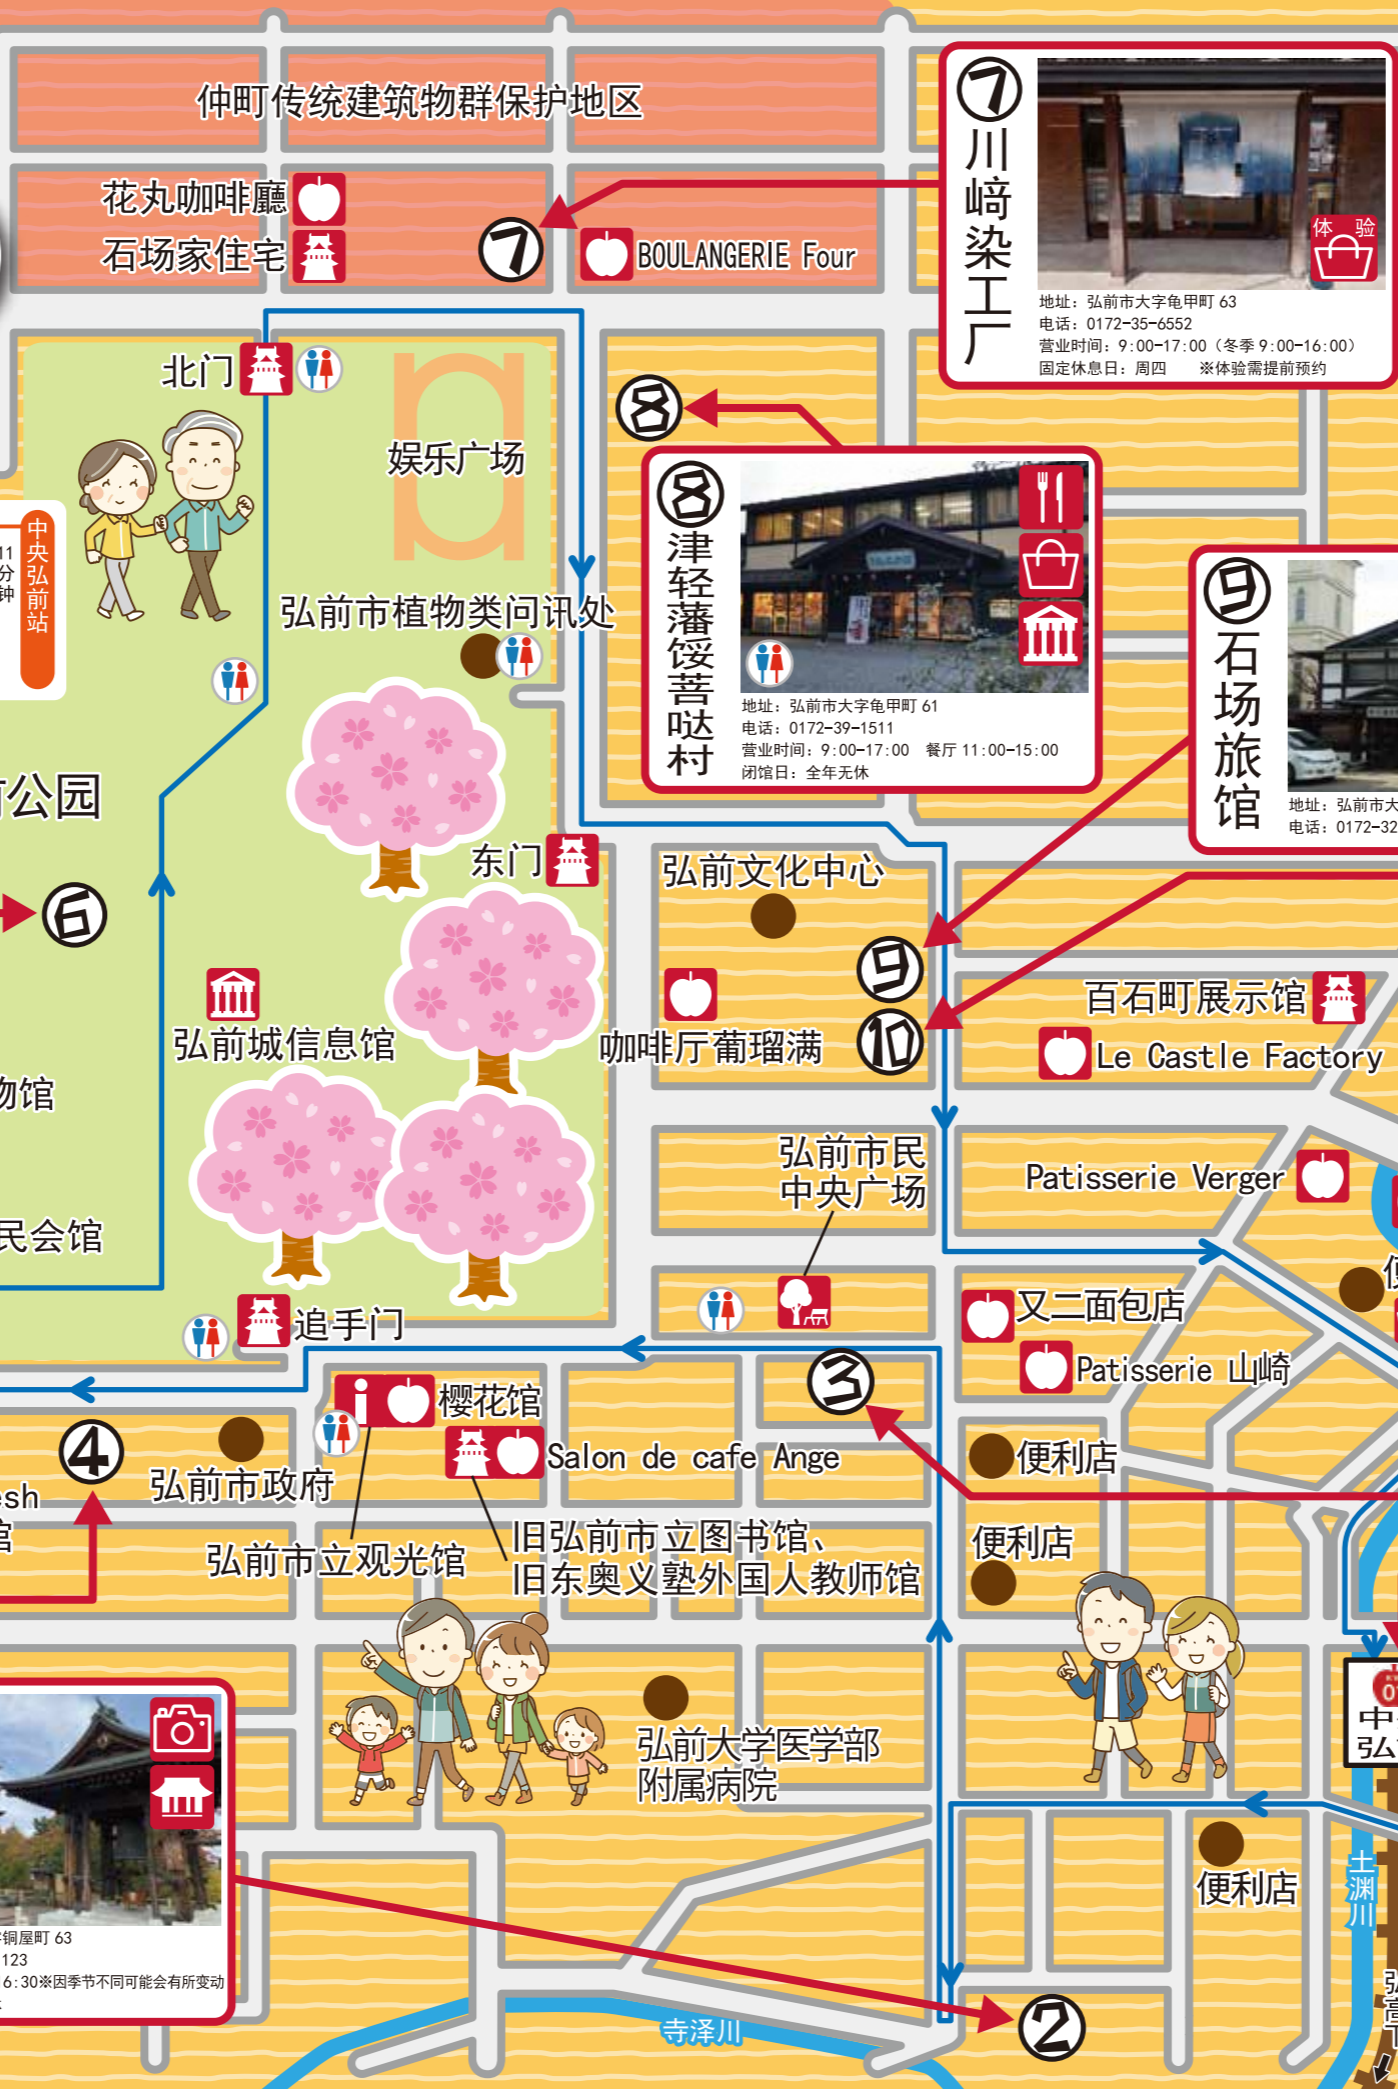 仲町传统建筑物群保护地区
花丸咖啡廳
石场家住宅
7
BOULANGERIE Four
7
川﨑染工厂
体 验
地址：弘前市大字亀甲町 63
电话：0172-35-6552
营业时间：9:00-17:00（冬季 9:00-16:00）
固定休息日：周四 ※体验需提前预约
北门
娱乐广场
8
8
津轻藩馁菩哒村
地址：弘前市大字亀甲町 61
电话：0172-39-1511
营业时间：9:00-17:00 餐厅 11:00-15:00
闭馆日：全年无休
中央弘前站
11
分
钟
弘前市植物类问讯处
9
石场旅馆
地址：弘前市大
电话：0172-32
公园
东门
弘前文化中心
6
9
10
弘前城信息馆
咖啡厅葡瑠满
百石町展示馆
Le Castle Factory
物馆
弘前市民
中央广场
Patisserie Verger
民会馆
追手门
又二面包店
Patisserie 山崎
3
樱花馆
Salon de cafe Ange
4
弘前市政府
esh
馆
弘前市立观光馆
旧弘前市立图书馆、
旧东奥义塾外国人教师馆
便利店
便利店
弘前大学医学部
附属病院
中
弘
便利店
土渊川
铜屋町 63
123
6:30※因季节不同可能会有所变动
寺泽川
2
弘
高